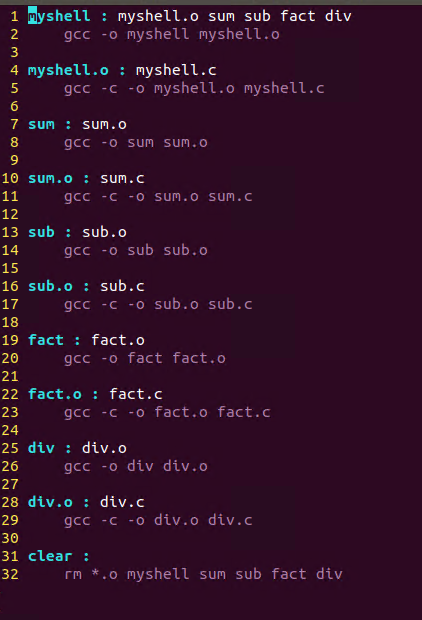 1 myshell : myshell.o sum sub fact div
2     gcc -o myshell myshell.o
3
4 myshell.o : myshell.c
5     gcc -c -o myshell.o myshell.c
6
7 sum : sum.o
8     gcc -o sum sum.o
9
10 sum.o : sum.c
11     gcc -c -o sum.o sum.c
12
13 sub : sub.o
14     gcc -o sub sub.o
15
16 sub.o : sub.c
17     gcc -c -o sub.o sub.c
18
19 fact : fact.o
20     gcc -o fact fact.o
21
22 fact.o : fact.c
23     gcc -c -o fact.o fact.c
24
25 div : div.o
26     gcc -o div div.o
27
28 div.o : div.c
29     gcc -c -o div.o div.c
30
31 clear :
32     rm *.o myshell sum sub fact div